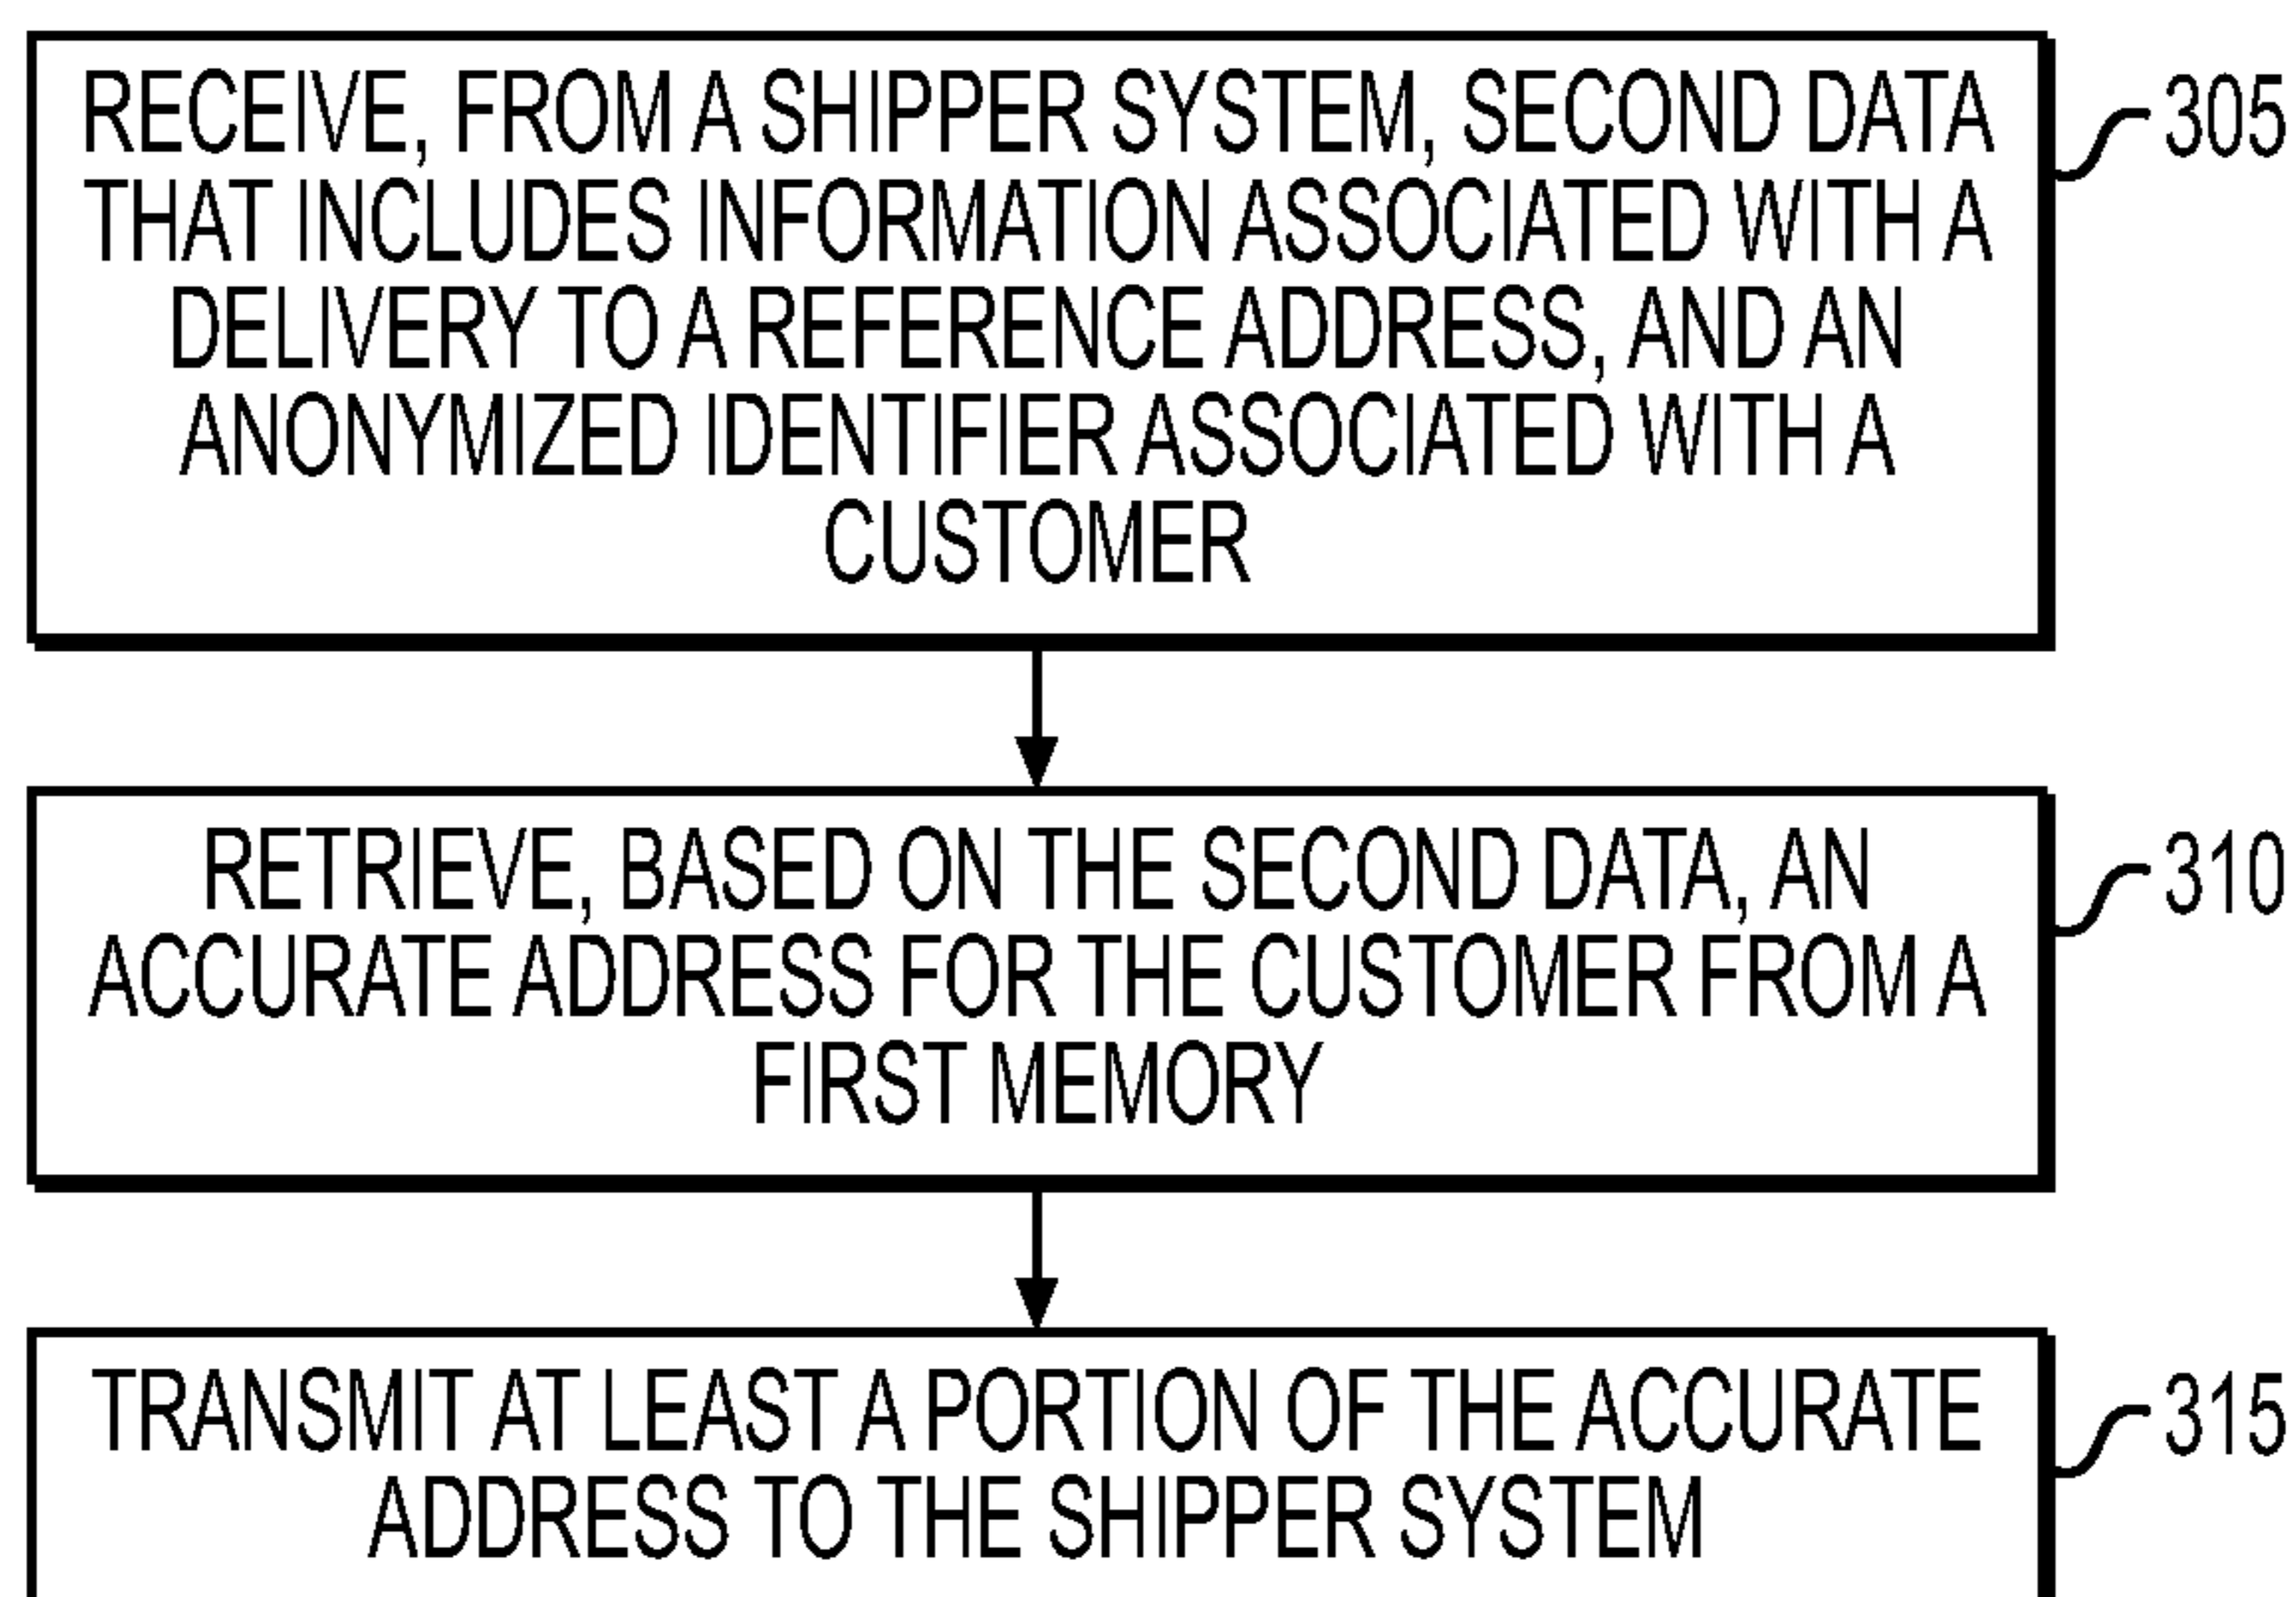 RECEIVE, FROM A SHIPPER SYSTEM, SECOND DATA
THAT INCLUDES INFORMATION ASSOCIATED WITH A
DELIVERY TO A REFERENCE ADDRESS, AND AN
ANONYMIZED IDENTIFIER ASSOCIATED WITH A
CUSTOMER
305
RETRIEVE, BASED ON THE SECOND DATA, AN
ACCURATE ADDRESS FOR THE CUSTOMER FROM A
FIRST MEMORY
310
TRANSMIT AT LEAST A PORTION OF THE ACCURATE
ADDRESS TO THE SHIPPER SYSTEM
315